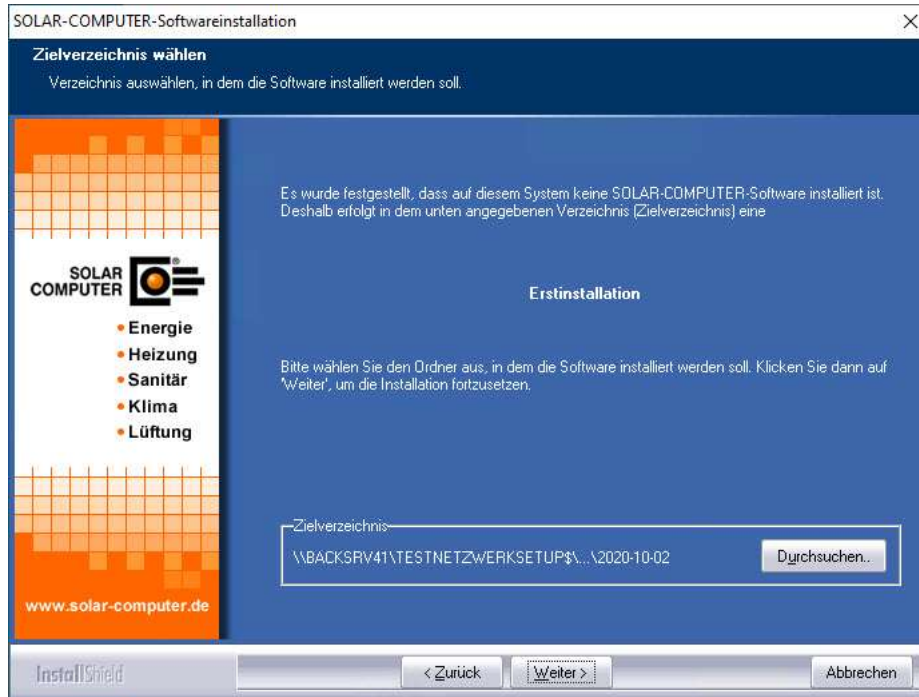 SOLAR-COMPUTER-Softwareinstallation
Zielverzeichnis wählen
Verzeichnis auswählen, in dem die Software installiert werden soll.
Es wurde festgestellt, dass auf diesem System keine SOLAR-COMPUTER-Software installiert ist.
Deshalb erfolgt in dem unten angegebenen Verzeichnis (Zielverzeichnis) eine
SOLAR
COMPUTER
®
Erstinstallation
• Energie
• Heizung
• Sanitär
• Klima
• Lüftung
Bitte wählen Sie den Ordner aus, in dem die Software installiert werden soll. Klicken Sie dann auf
'Weiter', um die Installation fortzusetzen.
Zielverzeichnis
\\BACKSRV41\TESTNETZWERKSETUP$\...\2020-10-02
Durchsuchen..
www.solar-computer.de
InstallShield
< Zurück
Weiter >
Abbrechen